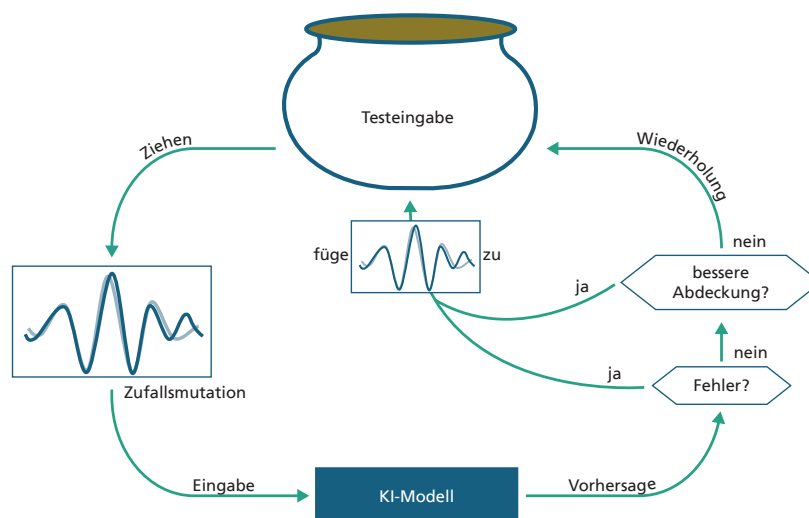 Testeingabe
Ziehen
Wiederholung
füge
zu
nein
ja
bessere
Abdeckung?
nein
ja
Fehler?
Zufallsmutation
Eingabe
KI-Modell
Vorhersage